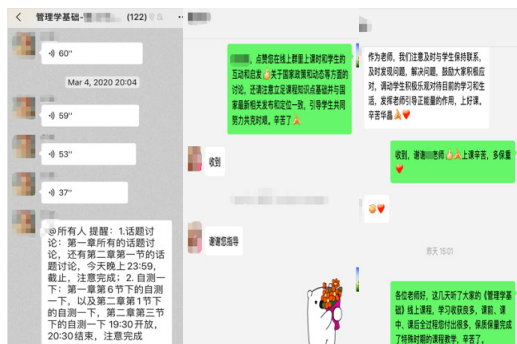 管理学基础-
(122)
60"
Mar 4, 2020 20:04
59"
53"
37"
@所有人 提醒：1.话题讨
论：第一章所有的话题讨
论，还有第二章第一节的话
题讨论，今天晚上 23:59,
截止，注意完成；2. 自测一
下：第一章第6节下的自测
一下，以及第二章第1节下
的自测一下，第二章第三节
下的自测一下 19:30 开放，
20:30 结束，注意完成
，点赞您在线上群里上课时和学生的
互动和启发
关于国家政策和动态等方面的
讨论，还请注意立足课程知识点基础并与国
家最新相关发布和定位一致，引导学生共同
努力共克时艰。辛苦了
收到
谢谢您指导
作为老师，我们注意及时与学生保持联系，
及时发现问题，解决问题，鼓励大家积极应
对，调动学生积极乐观对待目前的学习和生
活，发挥老师引导正能量的作用，上好课。
辛苦华晶
收到，谢谢
老师
上课辛苦，多保重
昨天 15:01
各位老师好，这几天听了大家的《管理学基
础》线上课程，学习收获良多，课前、课
中、课后全过程您付出很多，保质保量完成
了特殊时期的课程教学，辛苦了。